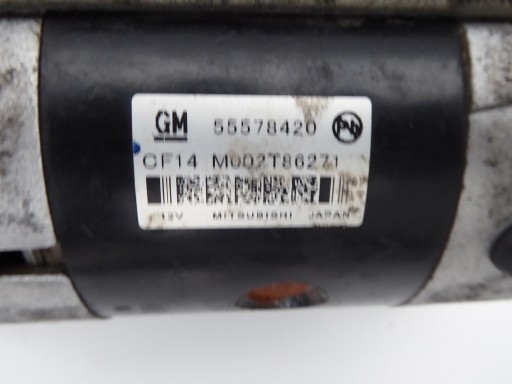 GM 55578420
CF14 M002T86271
12V MITSUBISHI JAPAN